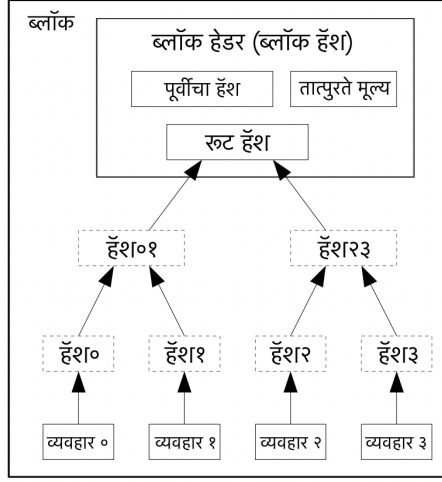 ब्लॉक
ब्लॉक हेडर (ब्लॉक हॅश)
पूर्वीचा हॅश
तात्पुरते मूल्य
रूट हॅश
हॅश०१
हॅश२३
हॅश०
हॅश१
हॅश२
हॅश३
व्यवहार ०
व्यवहार १
व्यवहार २
व्यवहार ३